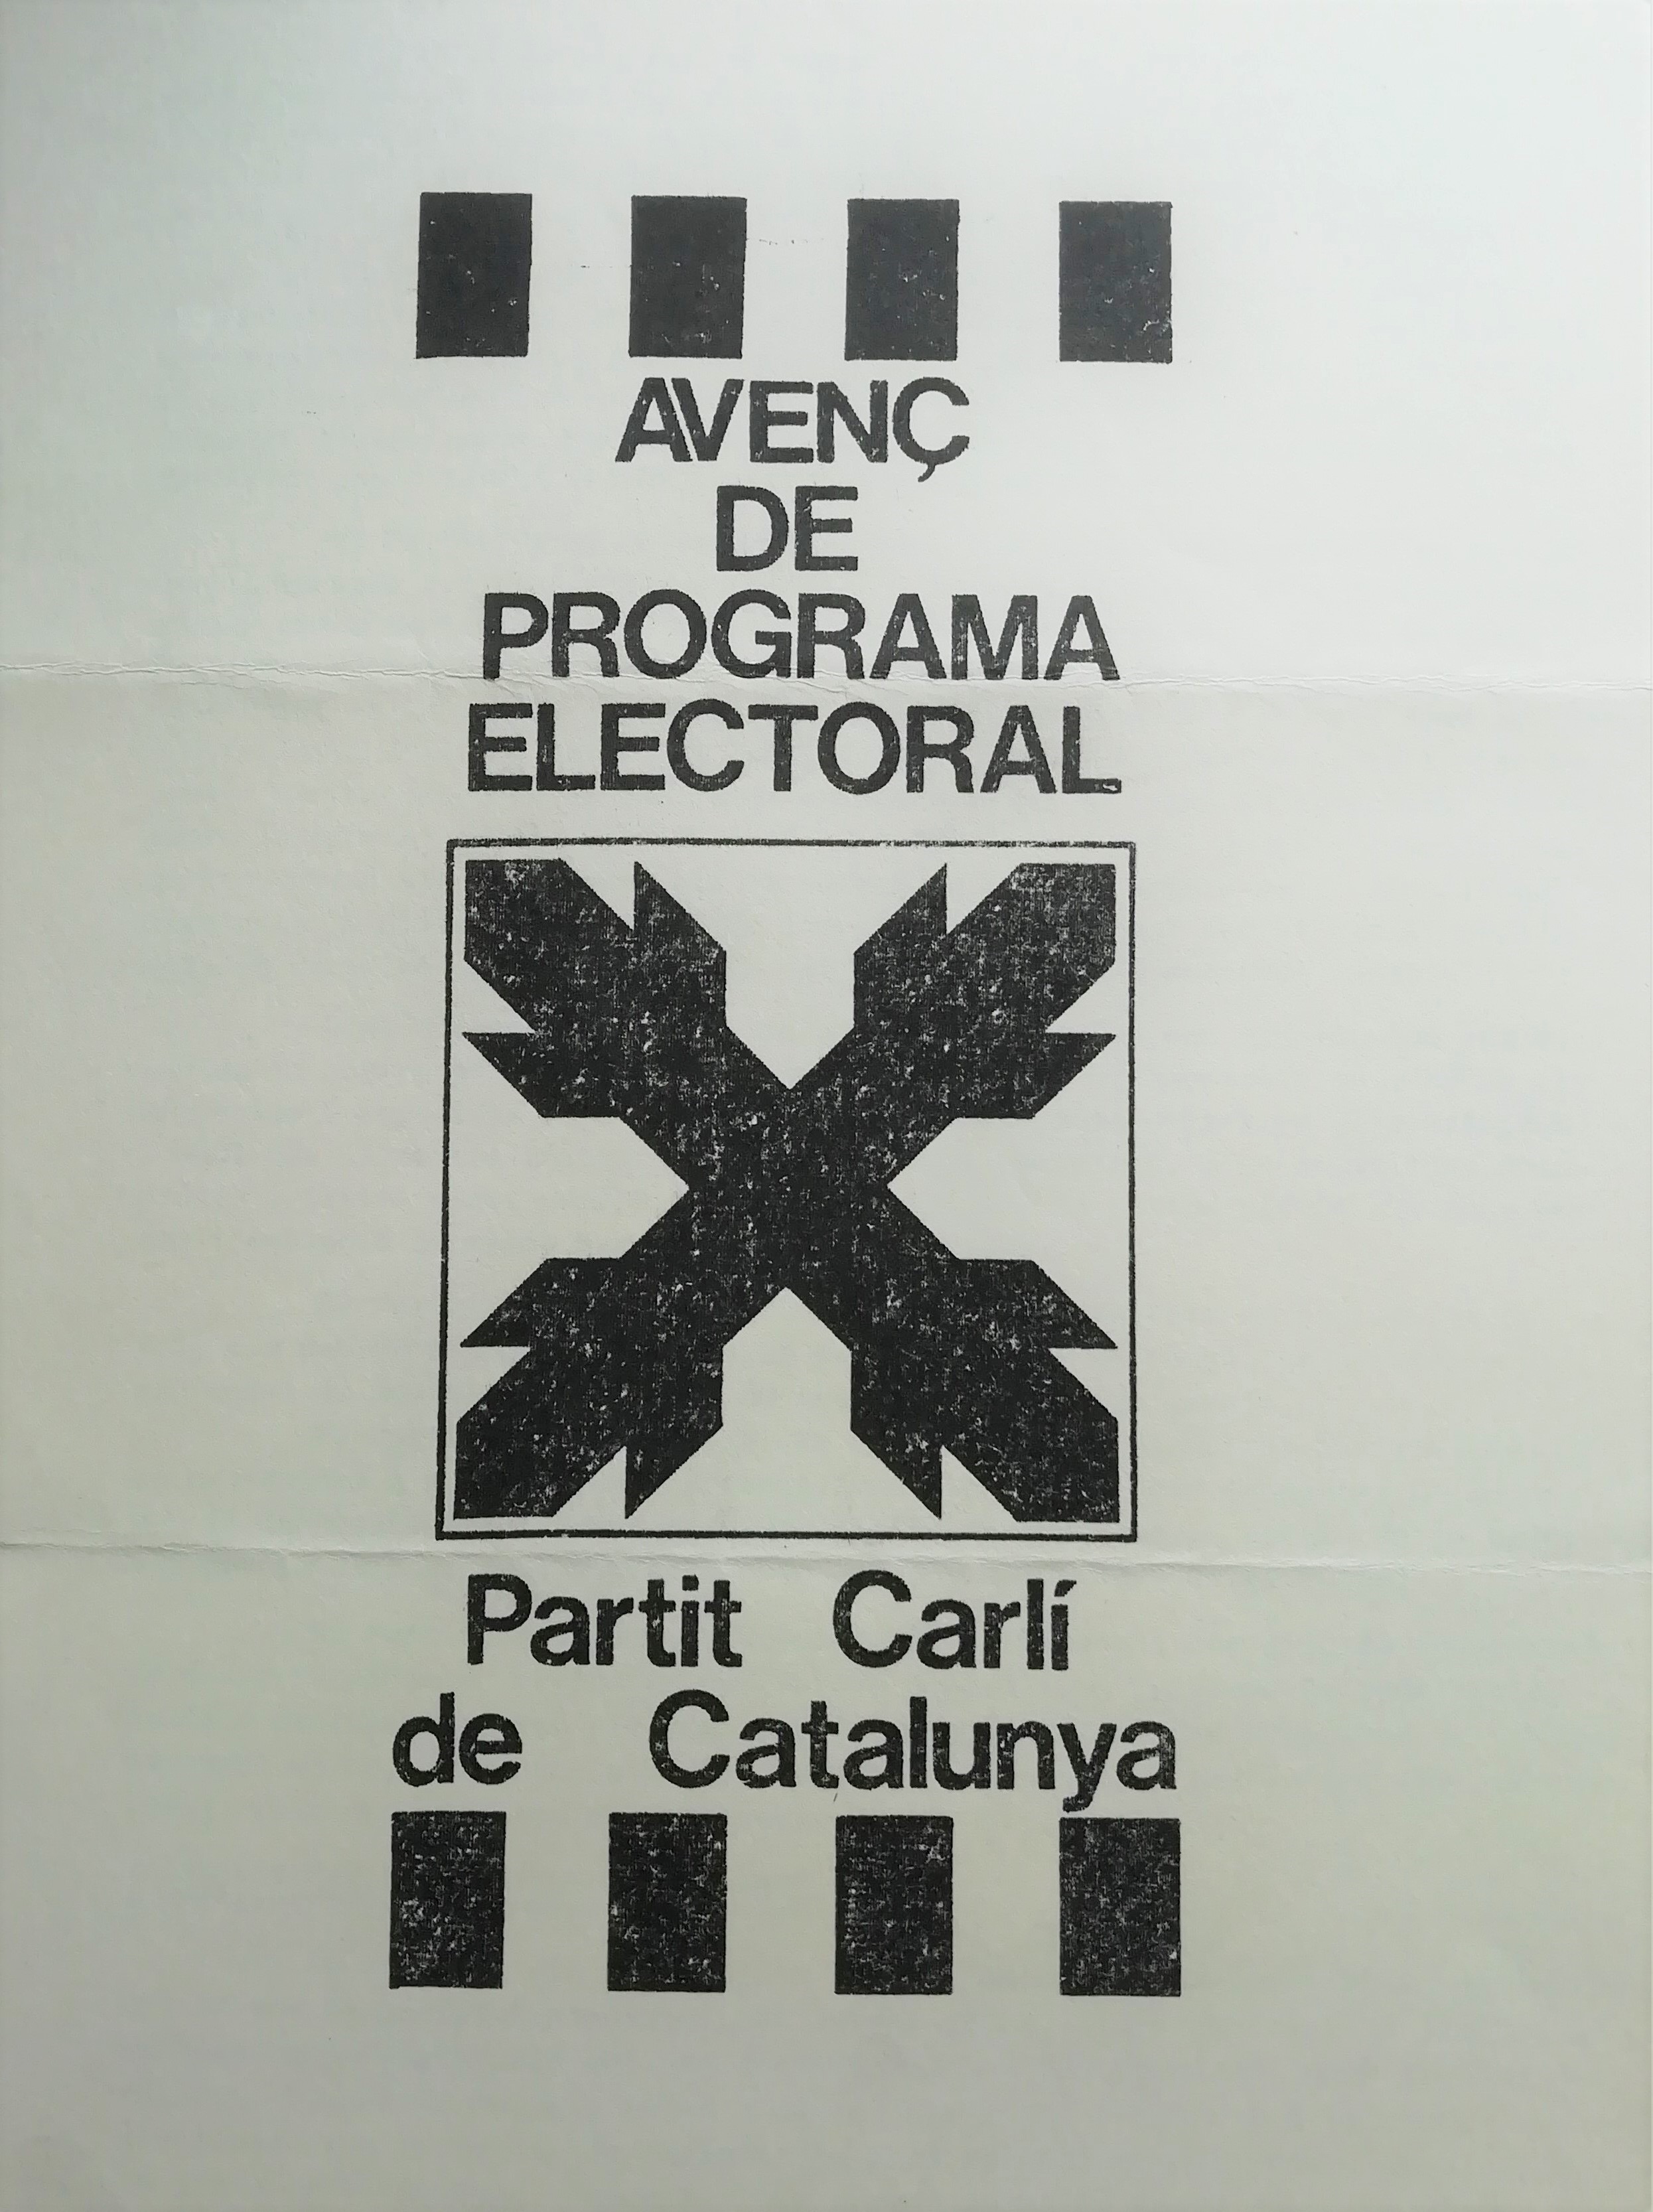 AVENÇ
DE
PROGRAMA
ELECTORAL
Partit Carlí
de Catalunya